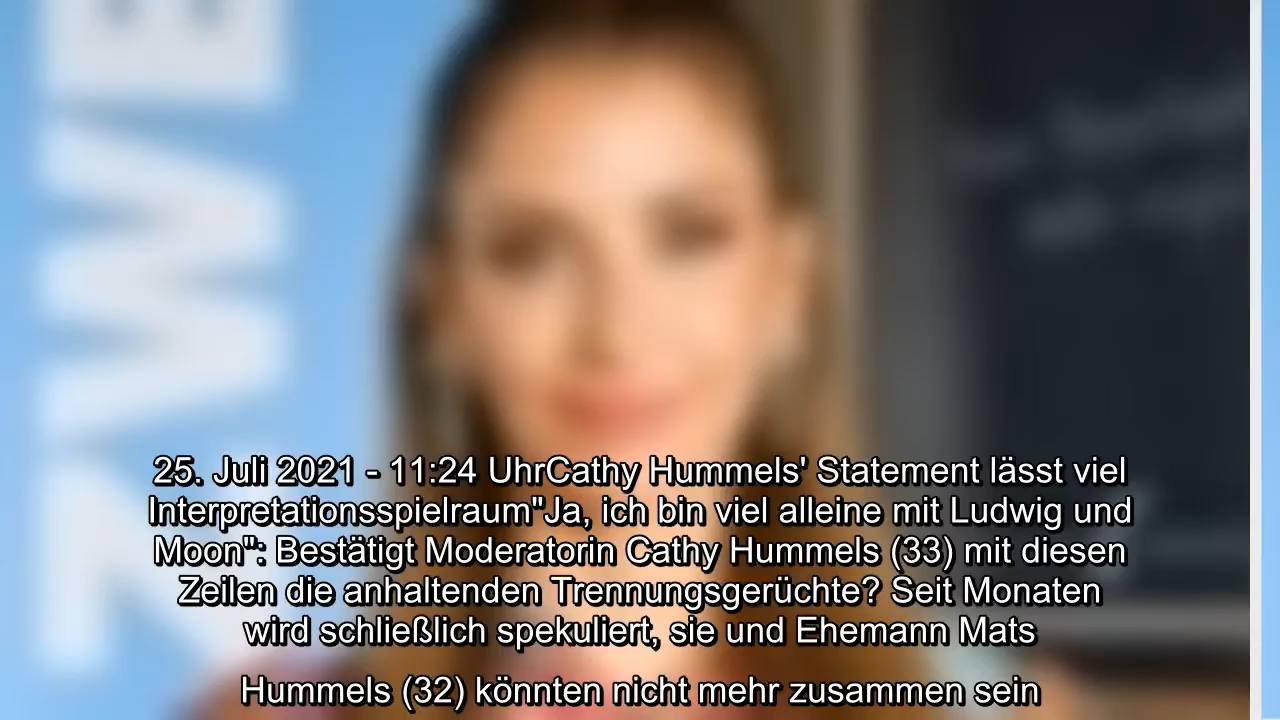 ZWE
25. Juli 2021 - 11:24 UhrCathy Hummels' Statement lässt viel
Interpretationsspielraum"Ja, ich bin viel alleine mit Ludwig und
Moon": Bestätigt Moderatorin Cathy Hummels (33) mit diesen
Zeilen die anhaltenden Trennungsgerüchte? Seit Monaten
wird schließlich spekuliert, sie und Ehemann Mats
Hummels (32) könnten nicht mehr zusammen sein